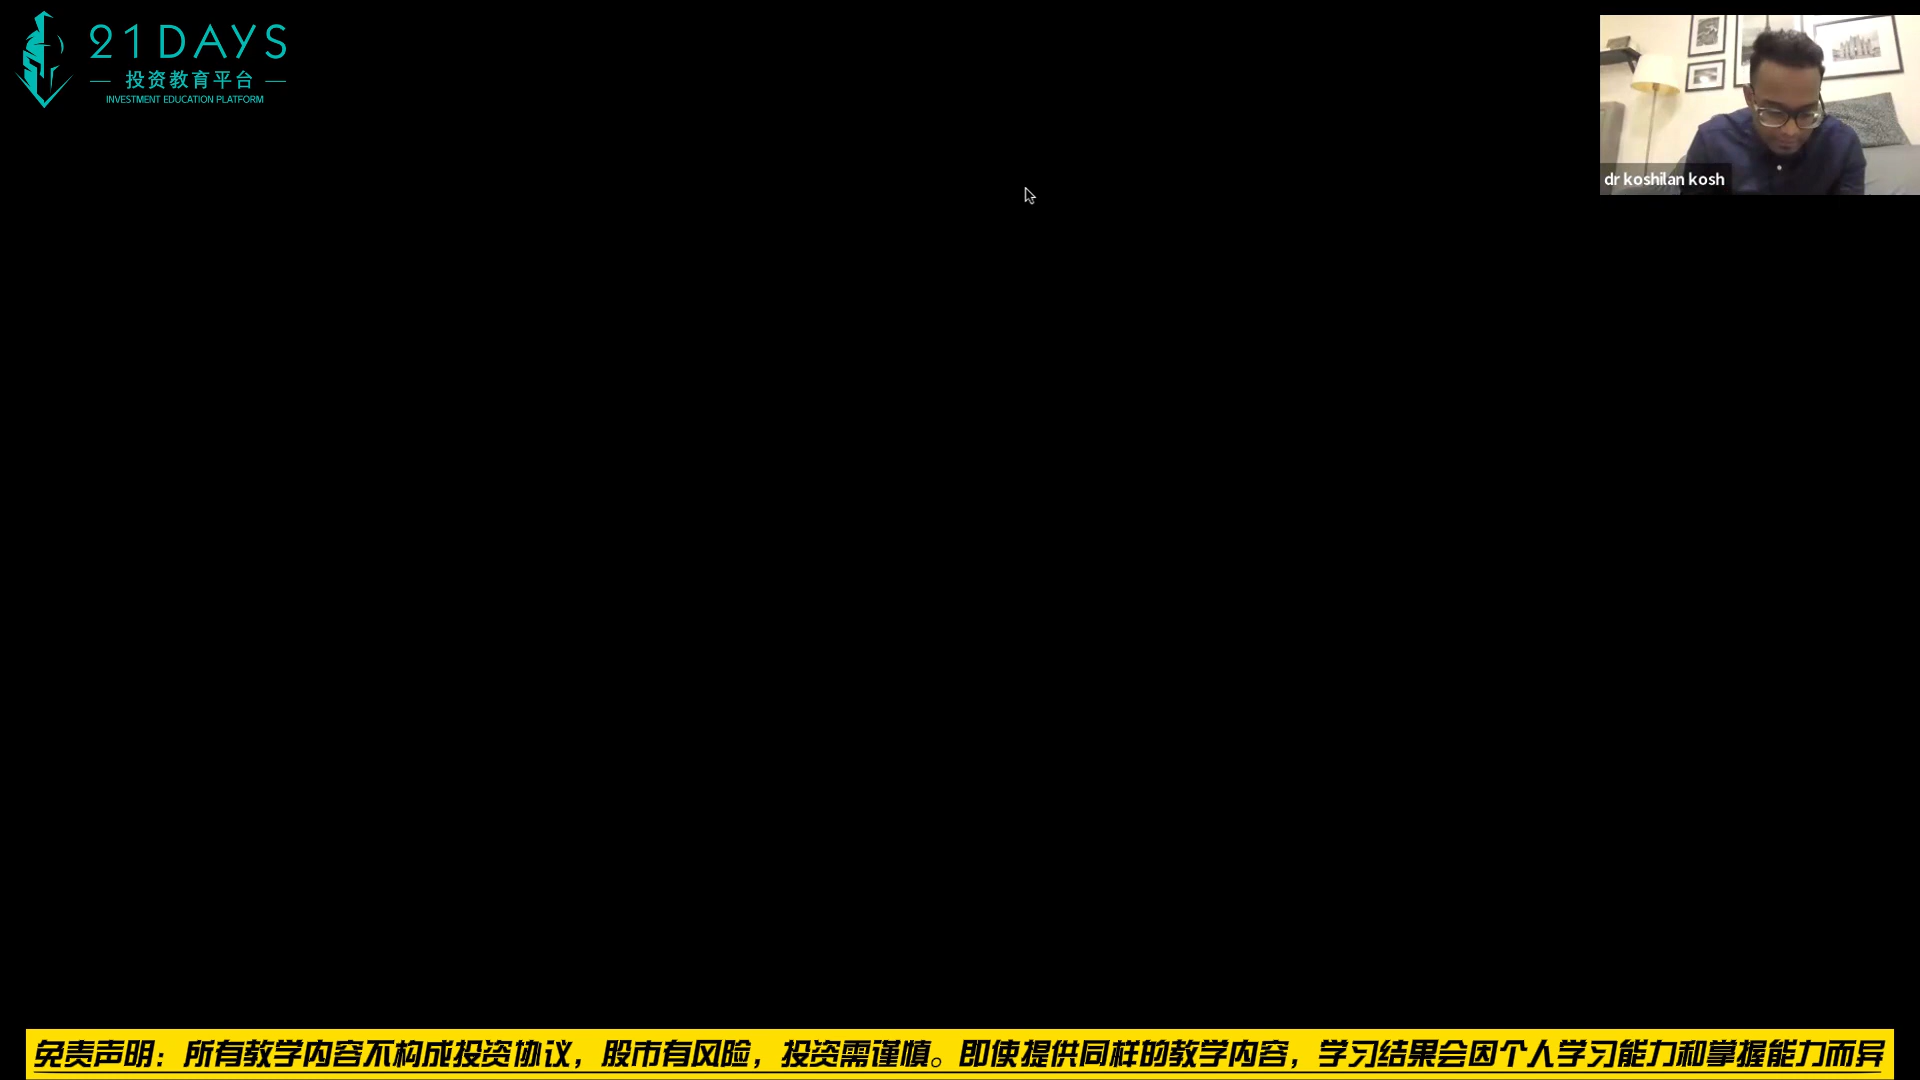 21DAYS
投资教育平台
INVESTMENT EDUCATION PLATFORM
dr koshilan kosh
免责声明：所有教学内容不构成投资协议，股市有风险，投资需谨慎。即使提供同样的教学内容，学习结果会因个人学习能力和掌握能力而异